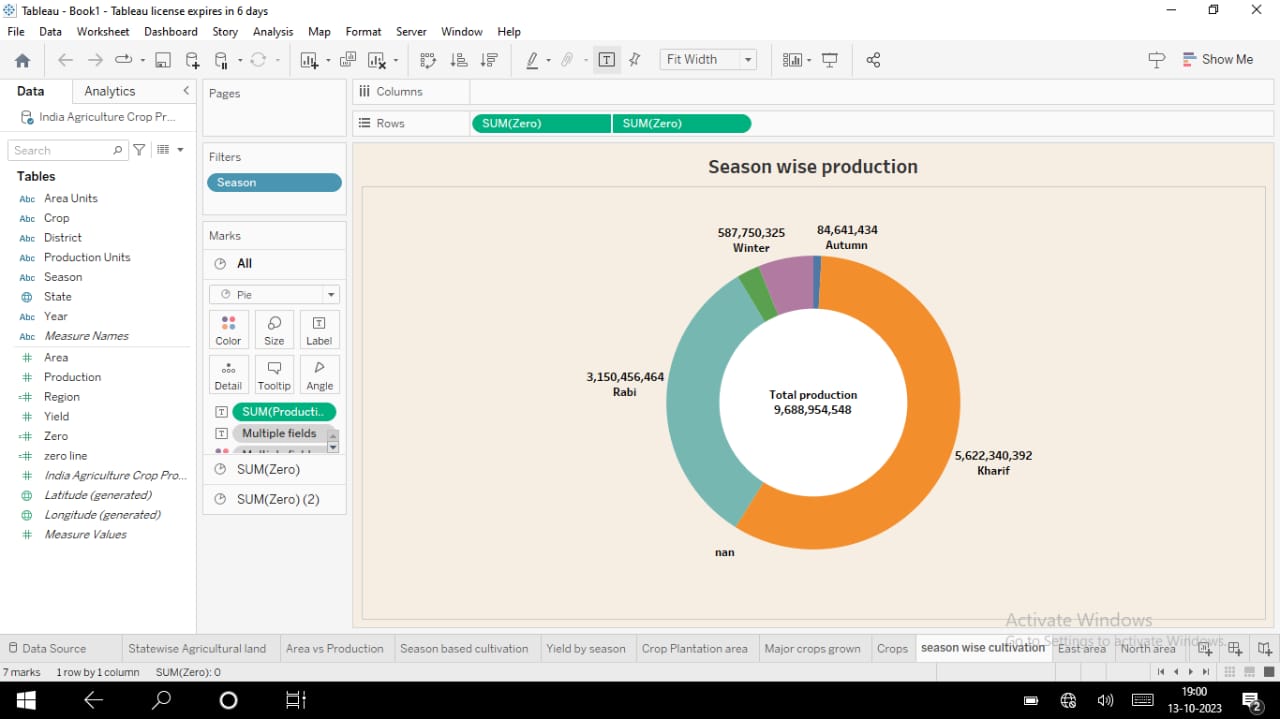 Tableau - Book1 - Tableau license expires in 6 days
File Data Worksheet Dashboard Story Analysis Map Format Server Window Help
Fit Width
Show Me
Data Analytics
India Agriculture Crop Pr...
Search
Tables
Abc Area Units
Abc Crop
Abc District
Abc Production Units
Abc Season
State
Abc Year
Abc Measure Names
# Area
# Production
=# Region
# Yield
=# Zero
=# zero line
# India Agriculture Crop Pro...
Latitude (generated)
Longitude (generated)
# Measure Values
Pages
Filters
Season
Marks
All
Pie
Color Size Label
Detail Tooltip Angle
SUM(Producti..
Multiple fields
SUM(Zero)
SUM(Zero) (2)
Columns
Rows SUM(Zero) SUM(Zero)
Season wise production
587,750,325
Winter
84,641,434
Autumn
3,150,456,464
Rabi
Total production
9,688,954,548
5,622,340,392
Kharif
nan
Activate Windows
Go to Settings to activate Windows.
Data Source Statewise Agricultural land Area vs Production Season based cultivation Yield by season Crop Plantation area Major crops grown Crops season wise cultivation East area North area
7 marks 1 row by 1 column SUM(Zero): 0
19:00
13-10-2023
2